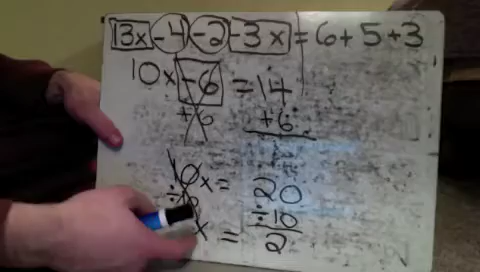 13x-4-2-3x=6+5+3
10x-6=14
+6 +6
10x=20
÷10 ÷10
x=2